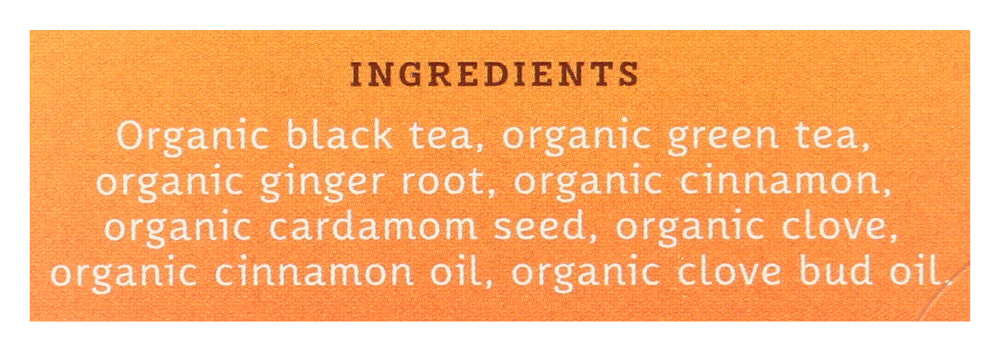 INGREDIENTS
Organic black tea, organic green tea,
organic ginger root, organic cinnamon,
organic cardamom seed, organic clove,
organic cinnamon oil, organic clove bud oil.